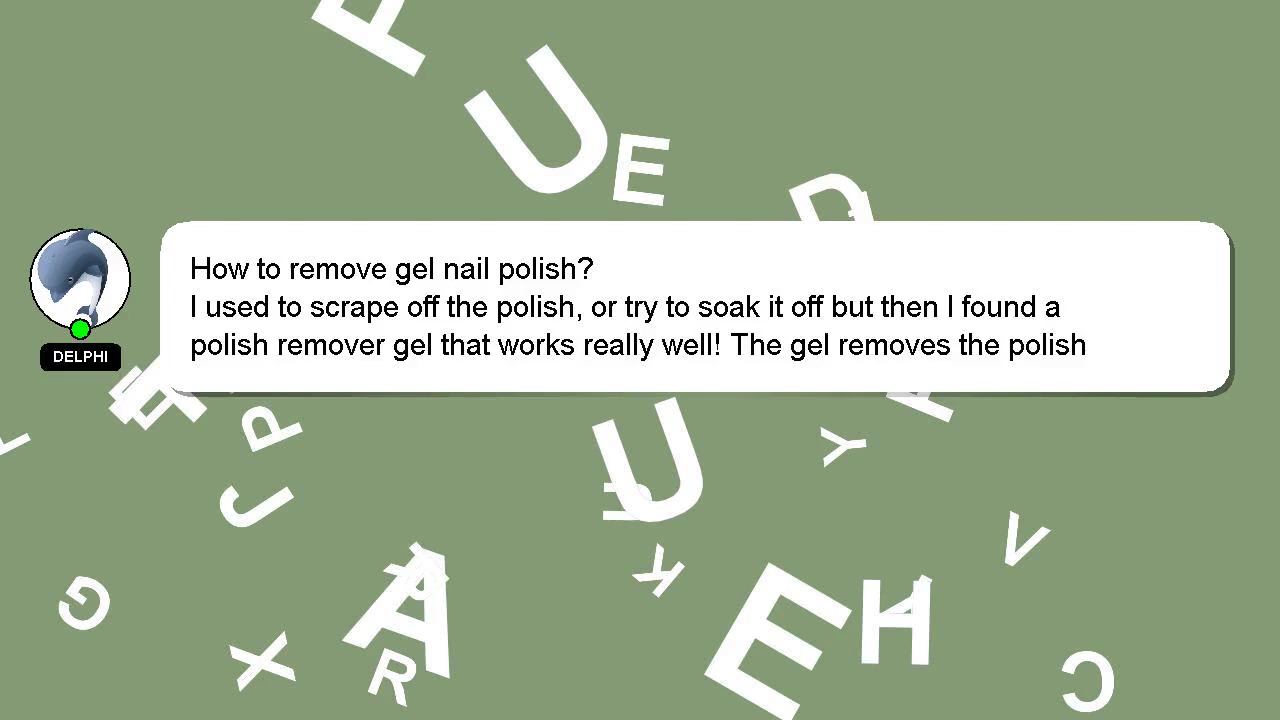 How to remove gel nail polish?
I used to scrape off the polish, or try to soak it off but then I found a
polish remover gel that works really well! The gel removes the polish
DELPHI
P
U
E
D
P
J
U
Y
K
V
G
A
R
X
E
H
C